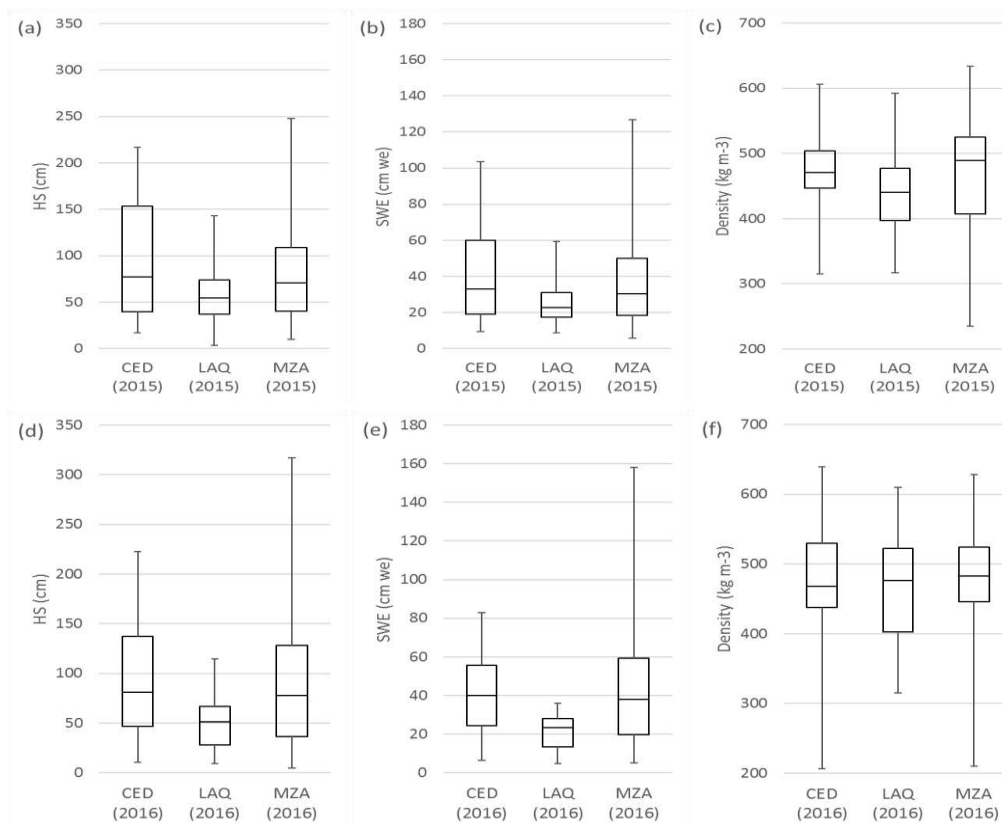 (a)
350
300
250
200
150
100
50
0
HS (cm)
CED LAQ MZA
(2015) (2015) (2015)
(b)
180
160
140
120
100
80
60
40
20
0
SWE (cm we)
CED LAQ MZA
(2015) (2015) (2015)
(c)
700
600
500
400
300
200
Density (kg m-3)
CED LAQ MZA
(2015) (2015) (2015)
(d)
350
300
250
200
150
100
50
0
HS (cm)
CED LAQ MZA
(2016) (2016) (2016)
(e)
180
160
140
120
100
80
60
40
20
0
SWE (cm we)
CED LAQ MZA
(2016) (2016) (2016)
(f)
700
600
500
400
300
200
Density (kg m-3)
CED LAQ MZA
(2016) (2016) (2016)